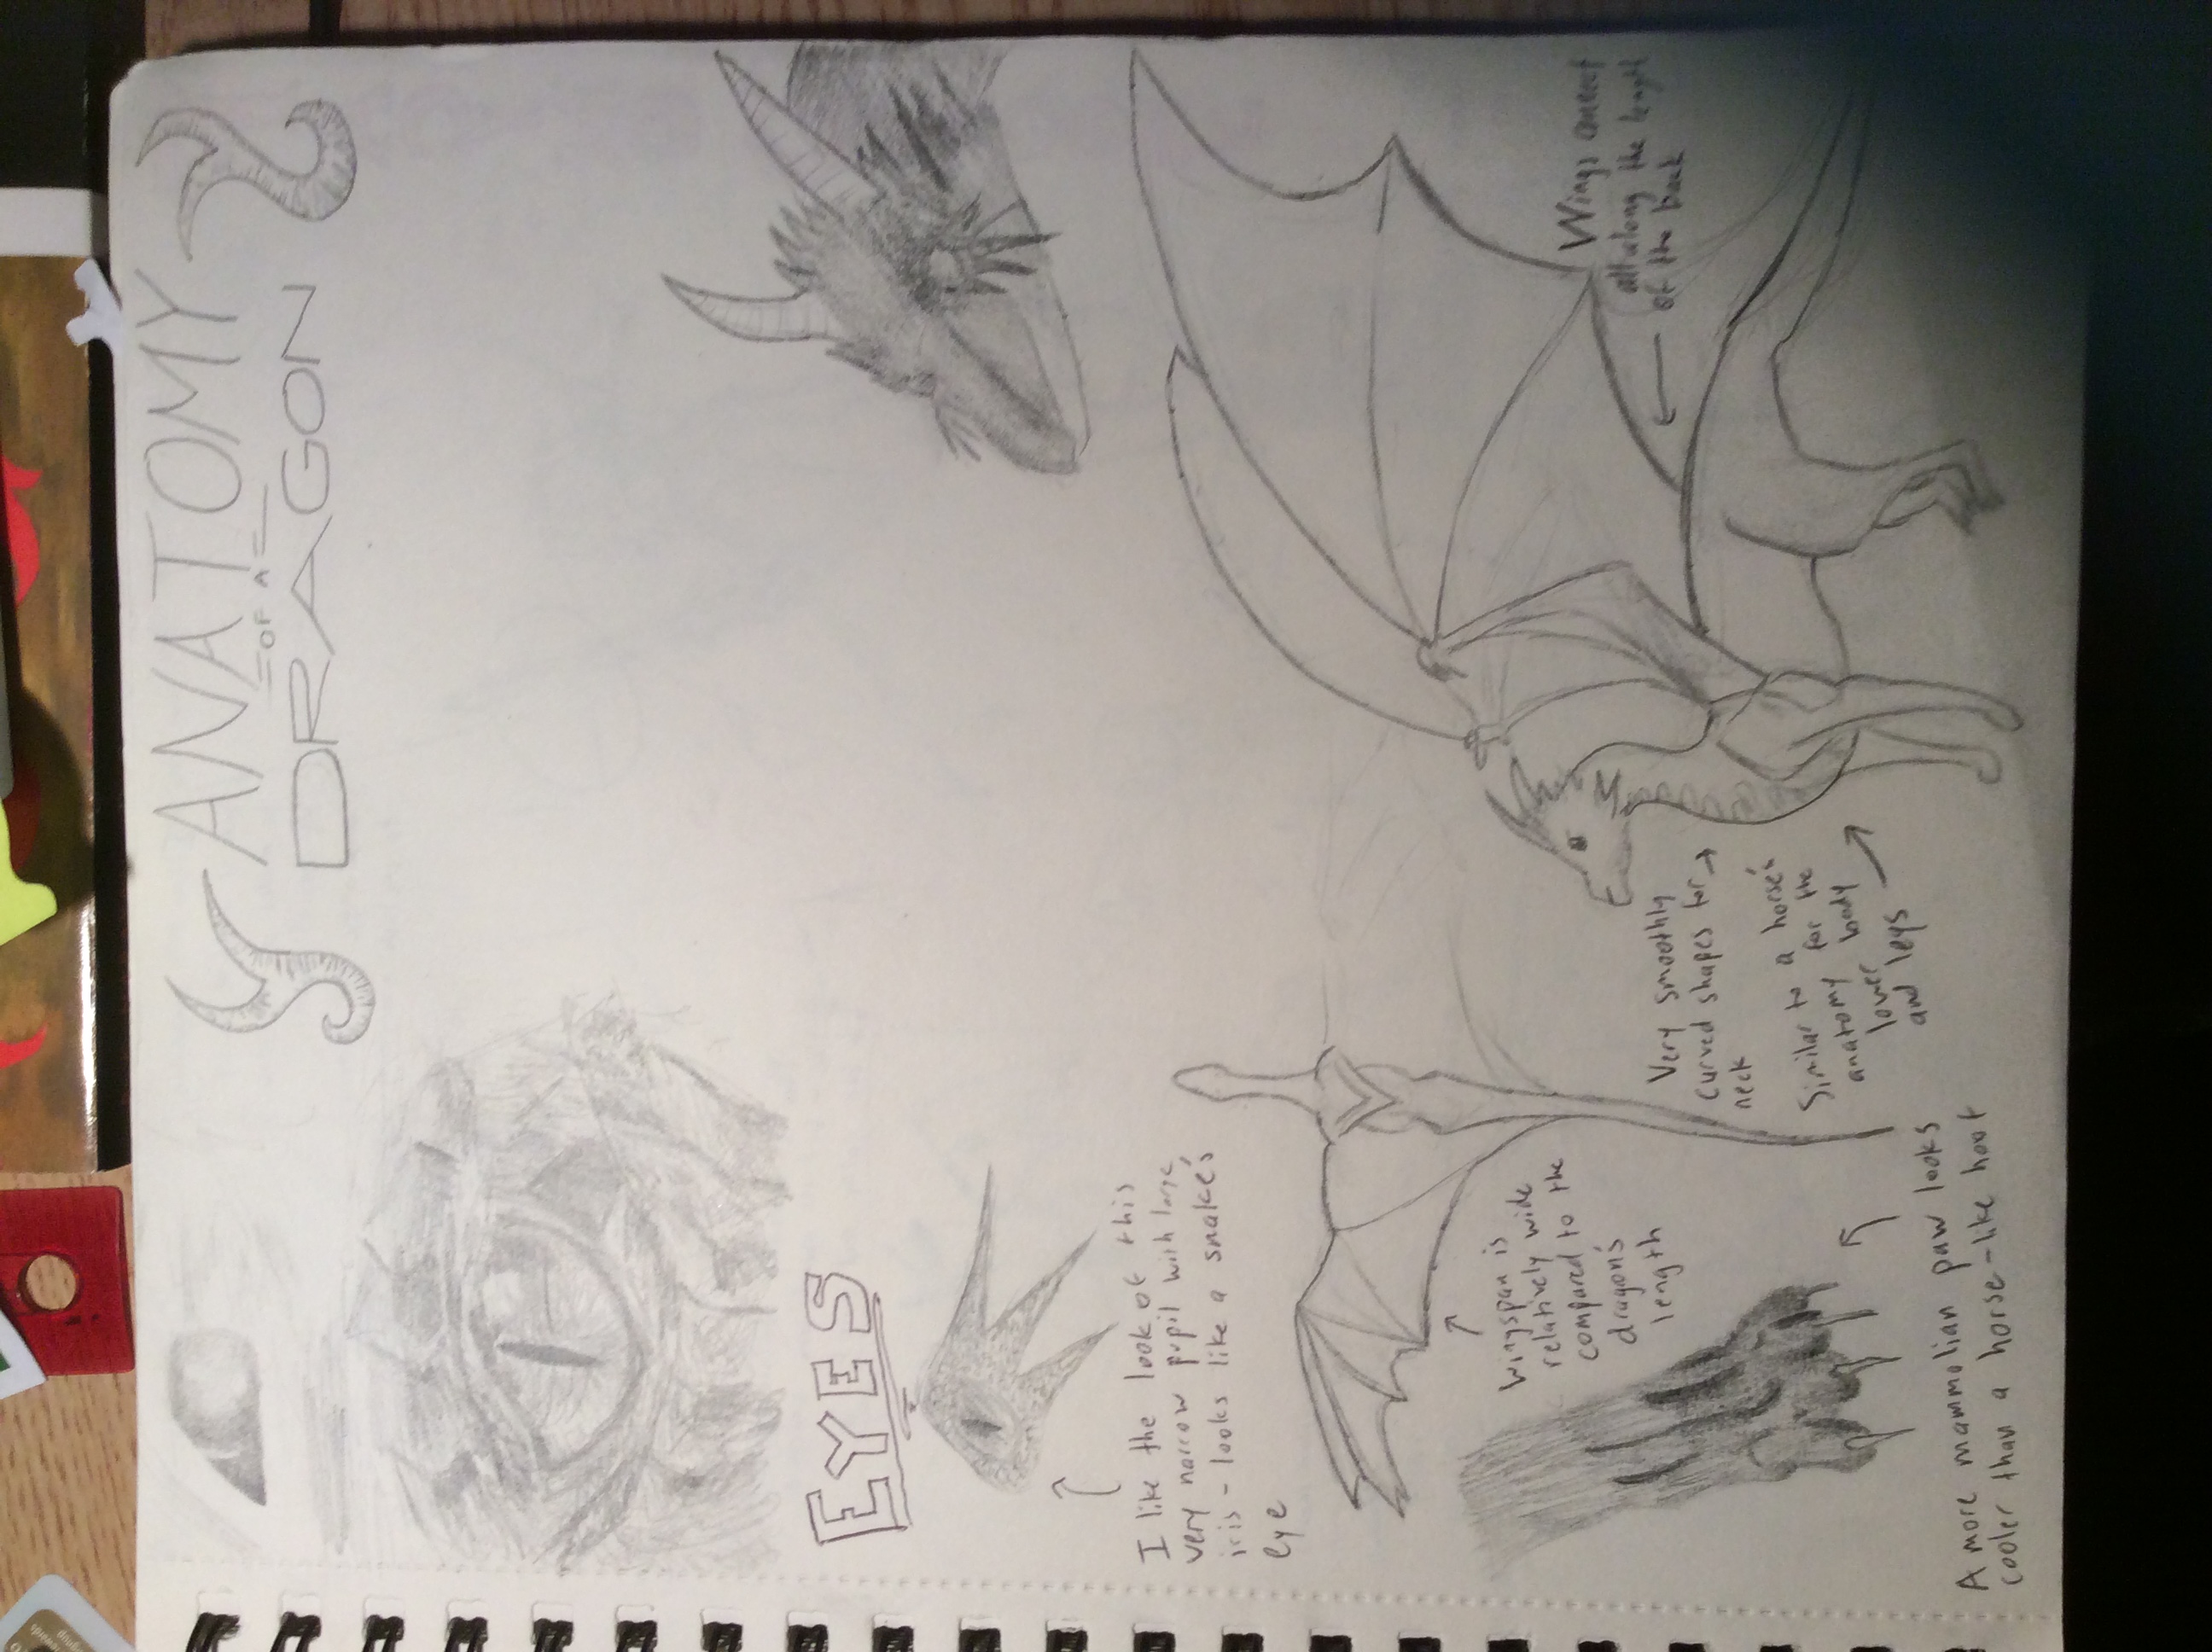 ANATOMY
= OF A =
DRAGON
EYES
I like the look of this
very narrow pupil with large
iris - looks like a snake's
eye
Wingspan is
relatively wide
compared to the
dragon's
length
A more mammalian paw looks
cooler than a horse-like hoof
Very smoothly
curved shapes for
neck
Similar to a horse's
anatomy for the
lower body
and legs
Wings connect
all along the length
of the back